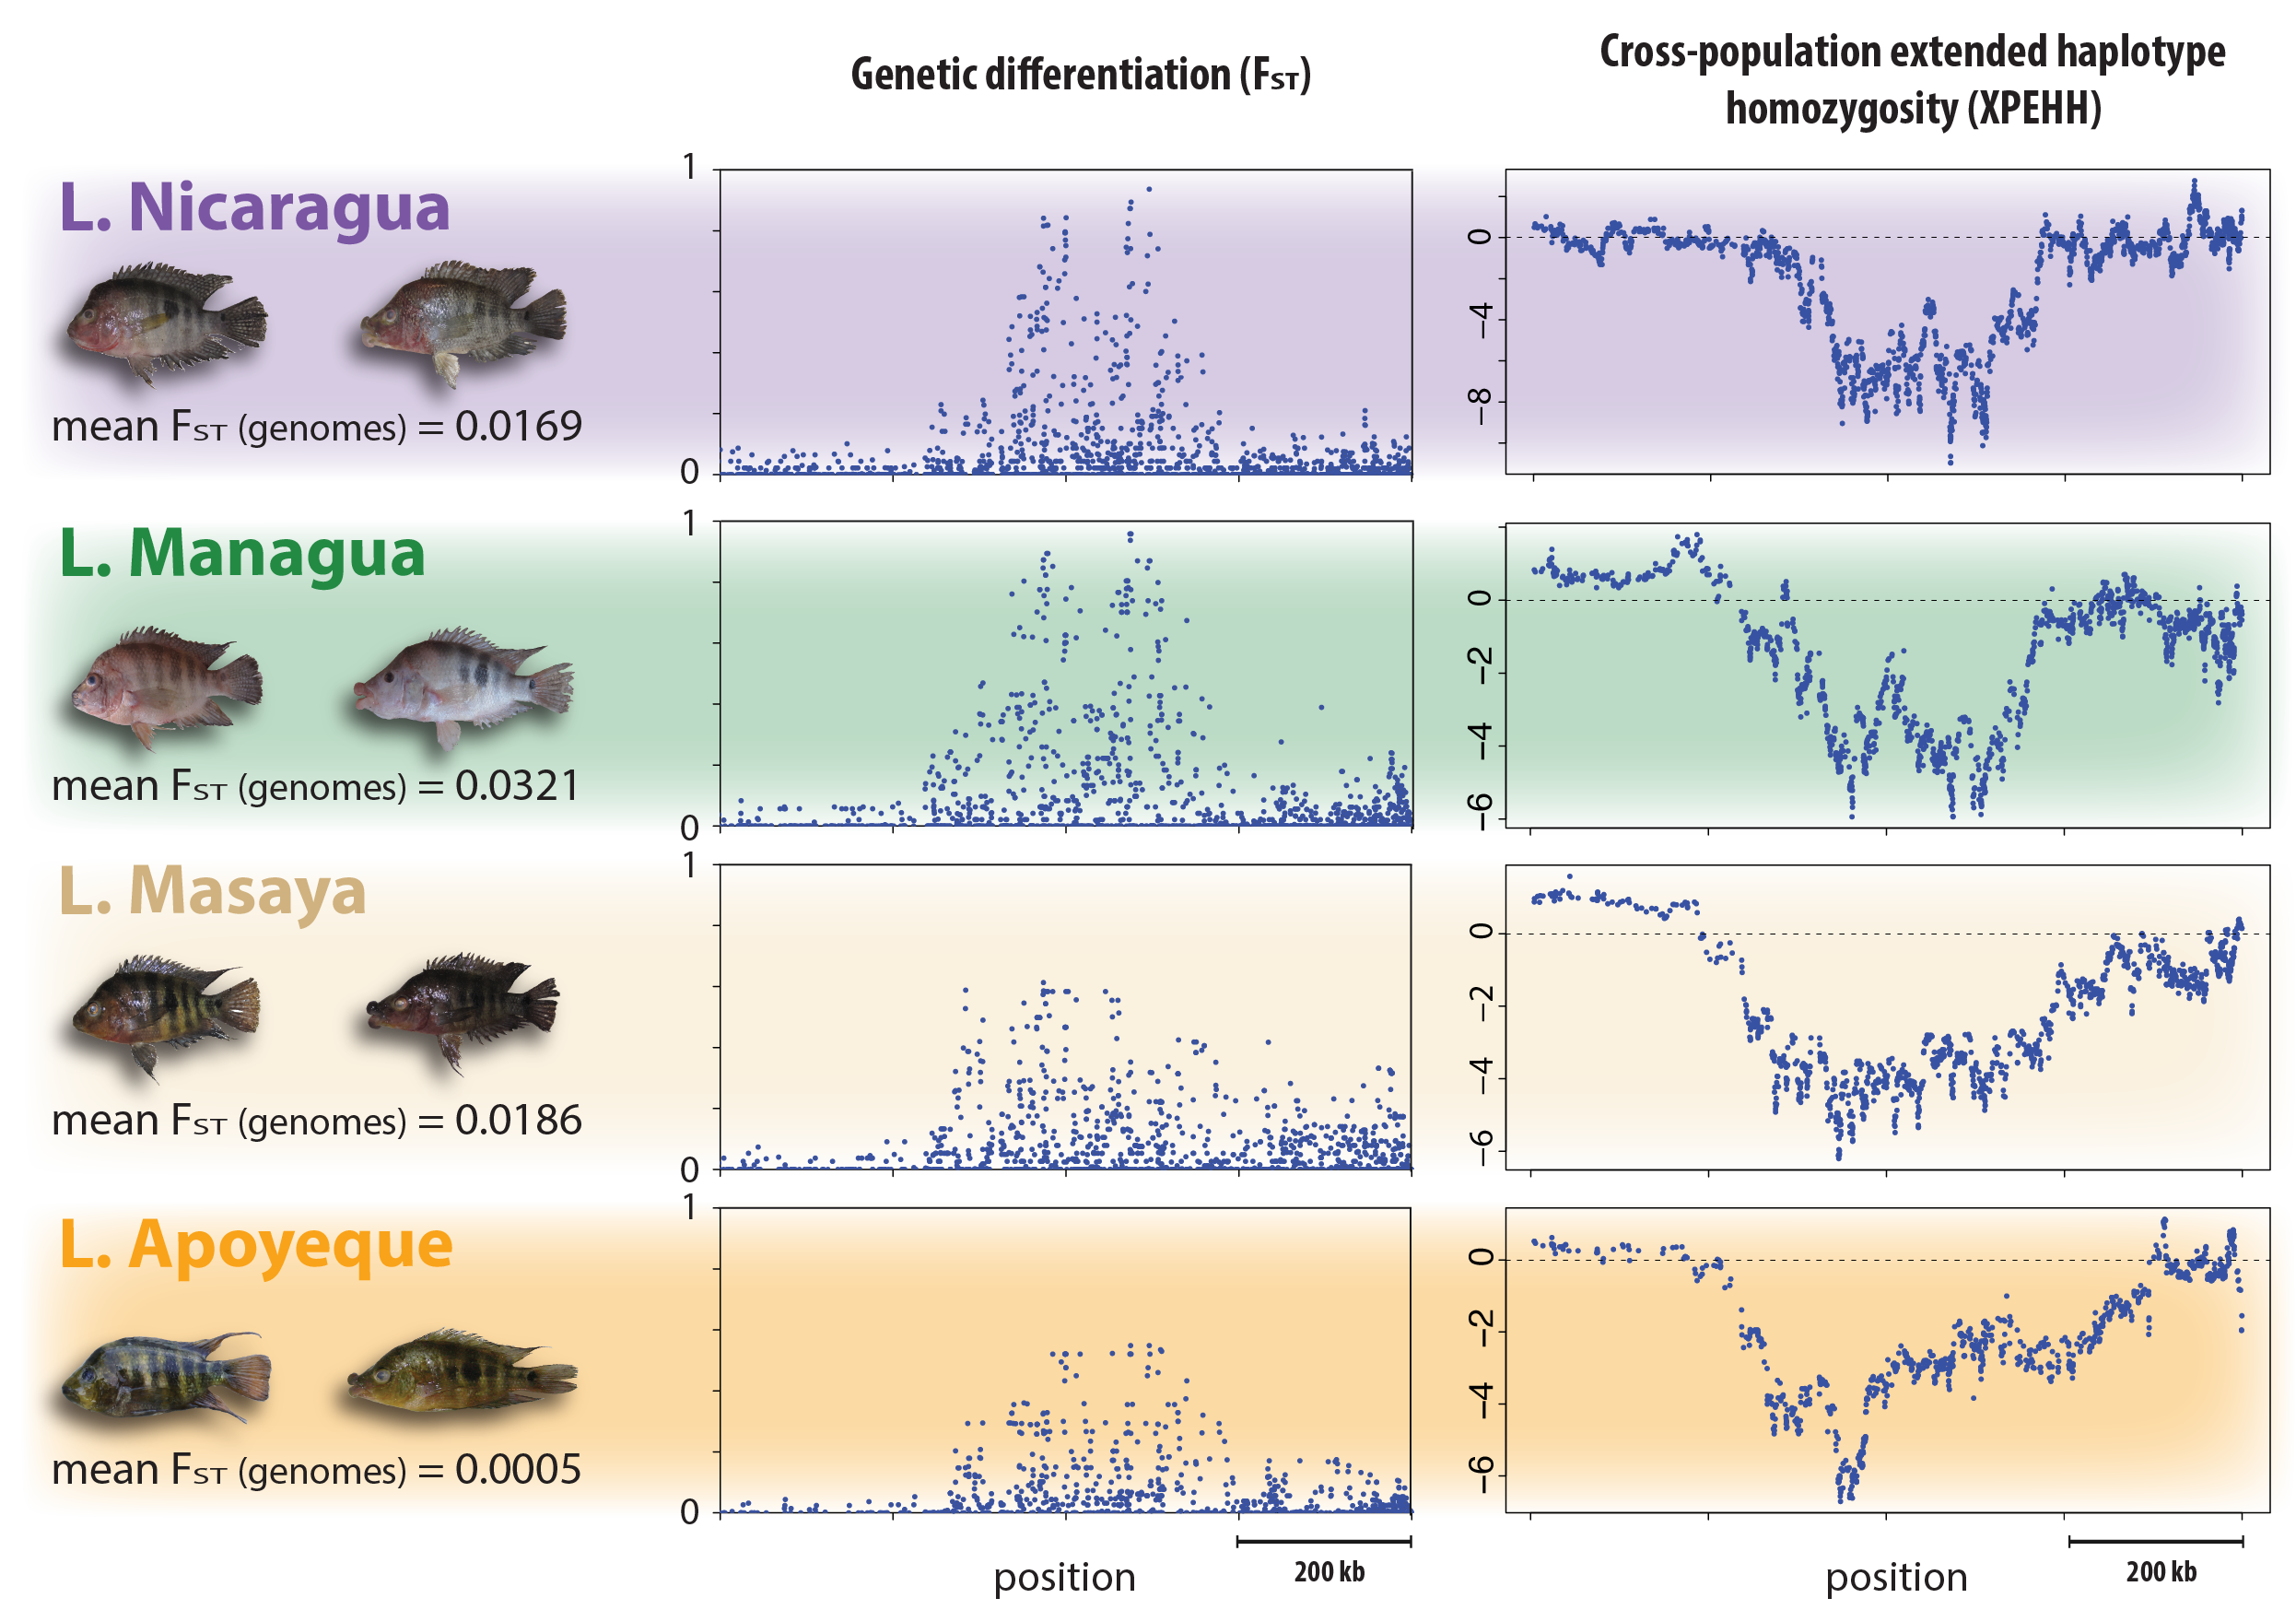 Genetic differentiation (FST)
Cross-population extended haplotype
homozygosity (XPEHH)
L. Nicaragua
mean FST (genomes) = 0.0169
1
0
0
−4
−8
L. Managua
mean FST (genomes) = 0.0321
1
0
0
−2
−4
−6
L. Masaya
mean FST (genomes) = 0.0186
1
0
0
−2
−4
−6
L. Apoyeque
mean FST (genomes) = 0.0005
1
0
0
−2
−4
−6
position
200 kb
position
200 kb